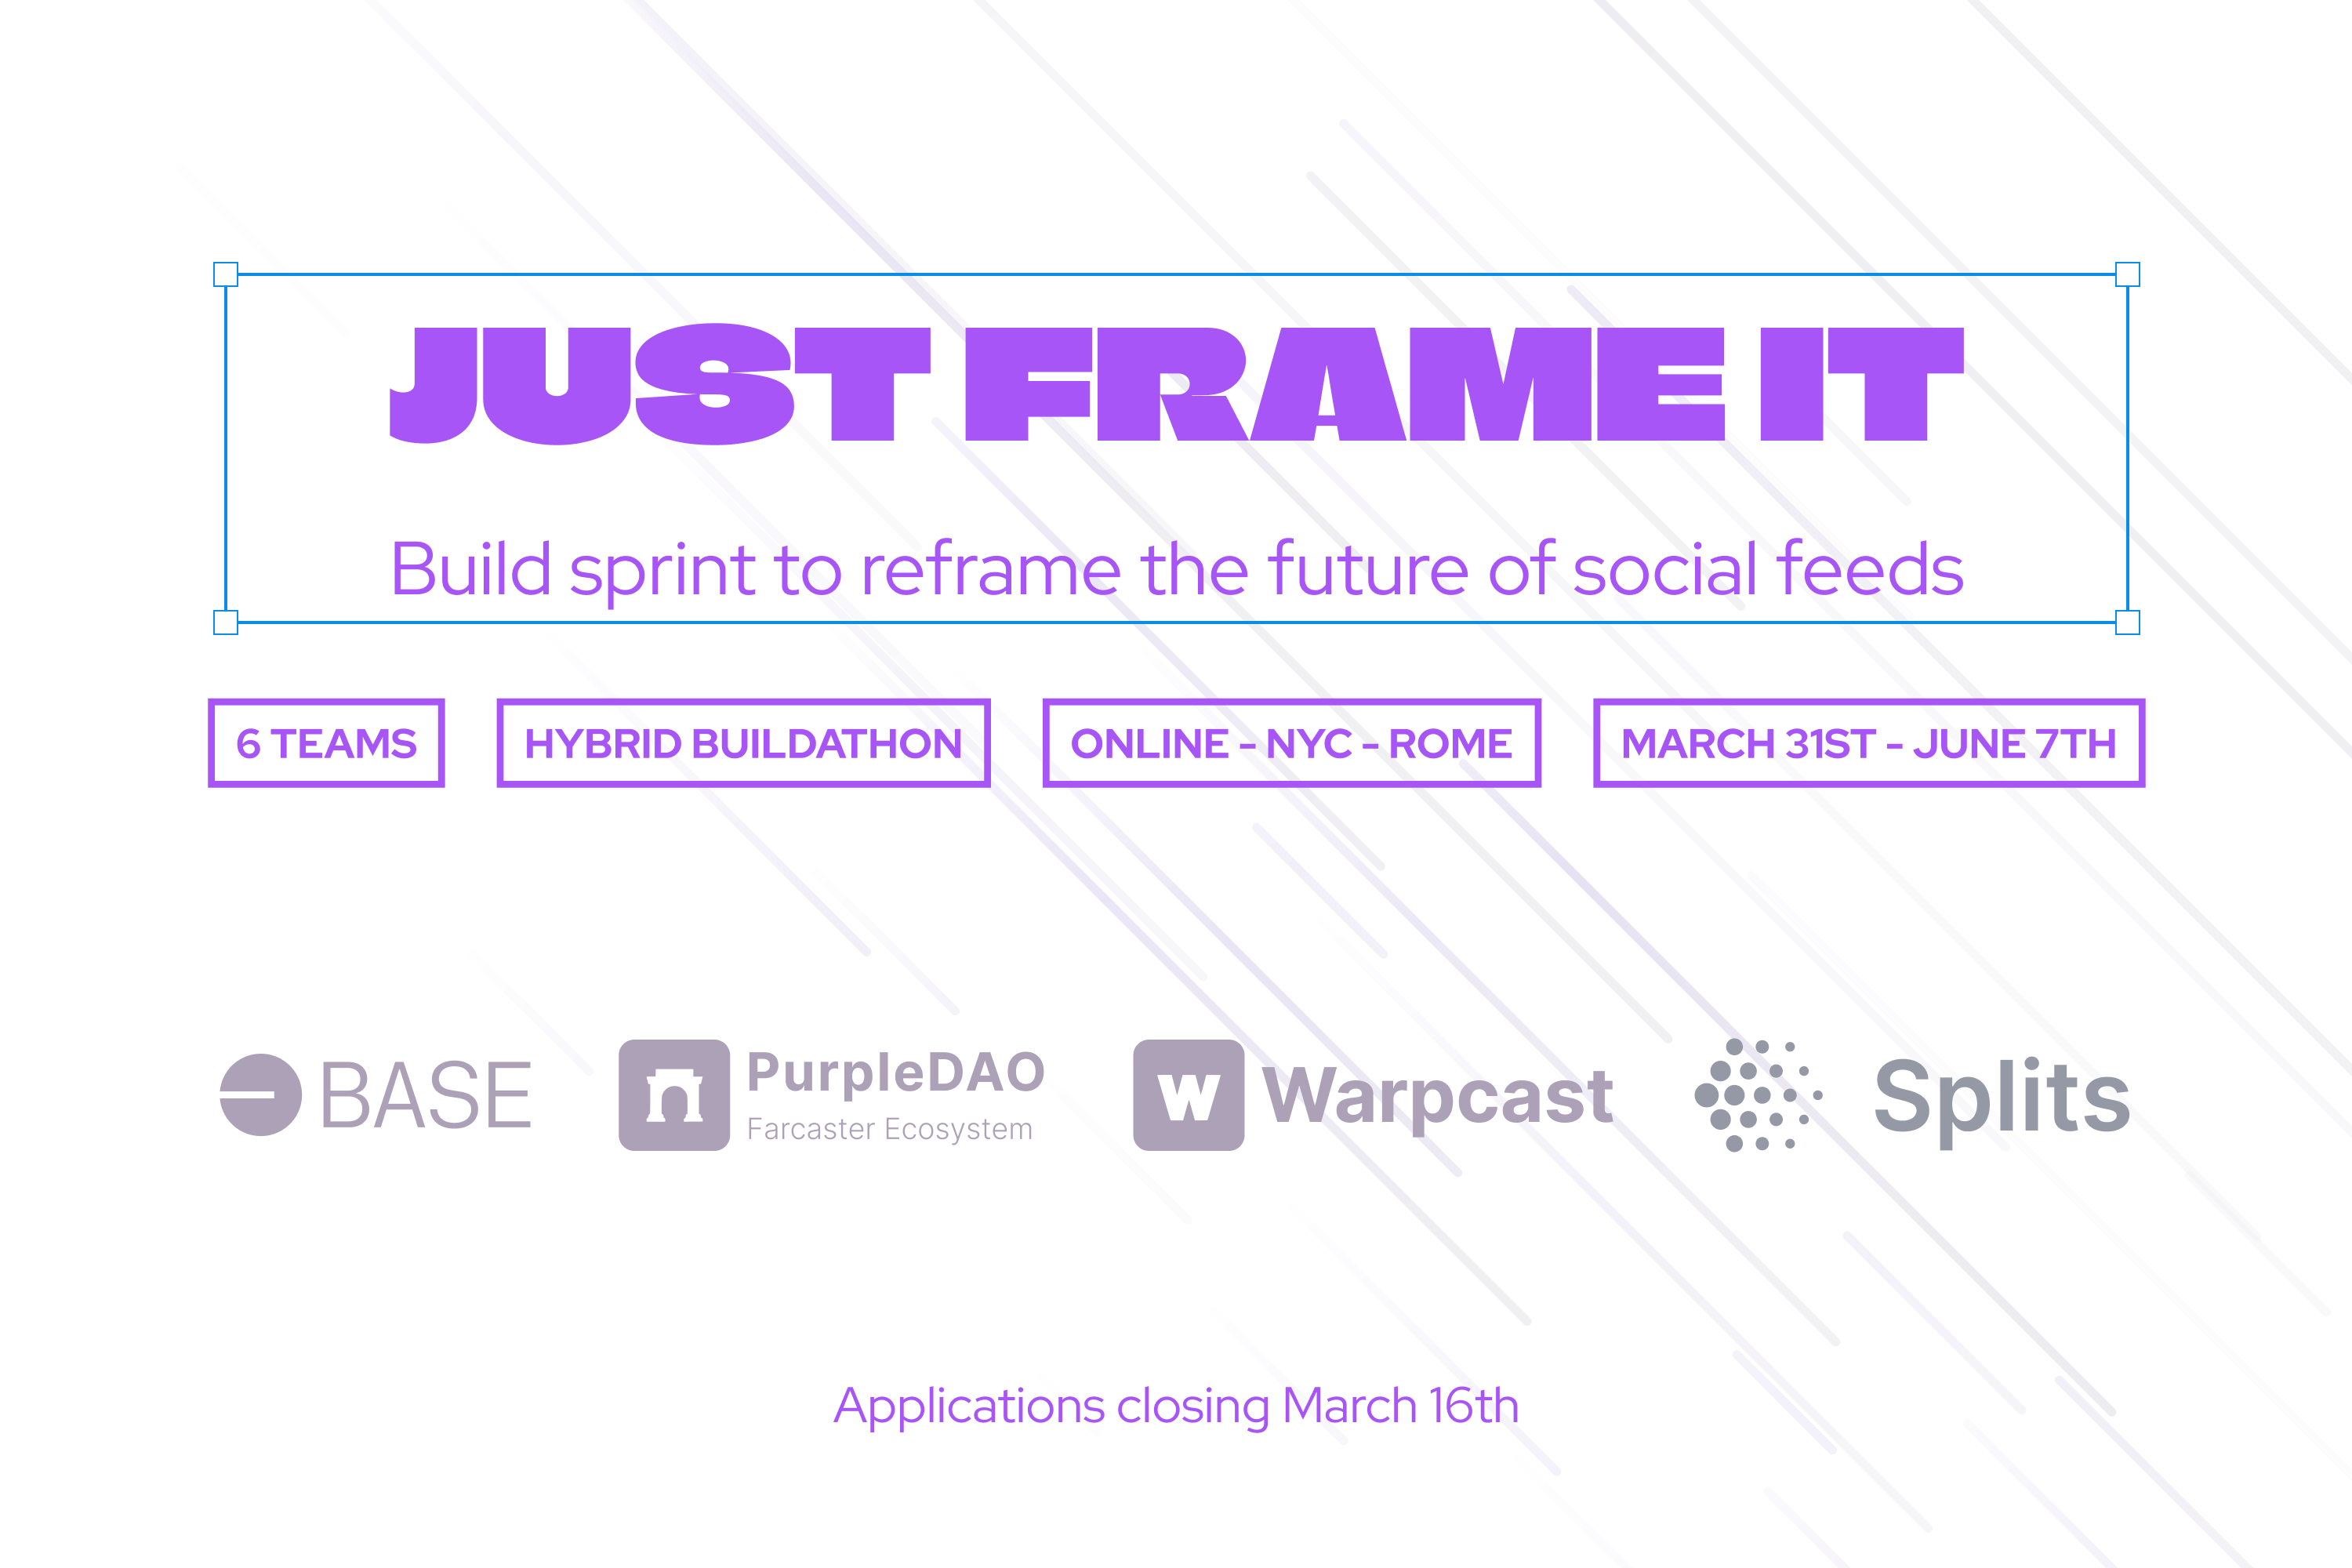 JUST FRAME IT
Build sprint to reframe the future of social feeds
6 TEAMS
HYBRID BUILDATHON
ONLINE - NYC - ROME
MARCH 31ST - JUNE 7TH
BASE
PurpleDAO
Farcaster Ecosystem
W Warpcast
Splits
Applications closing March 16th